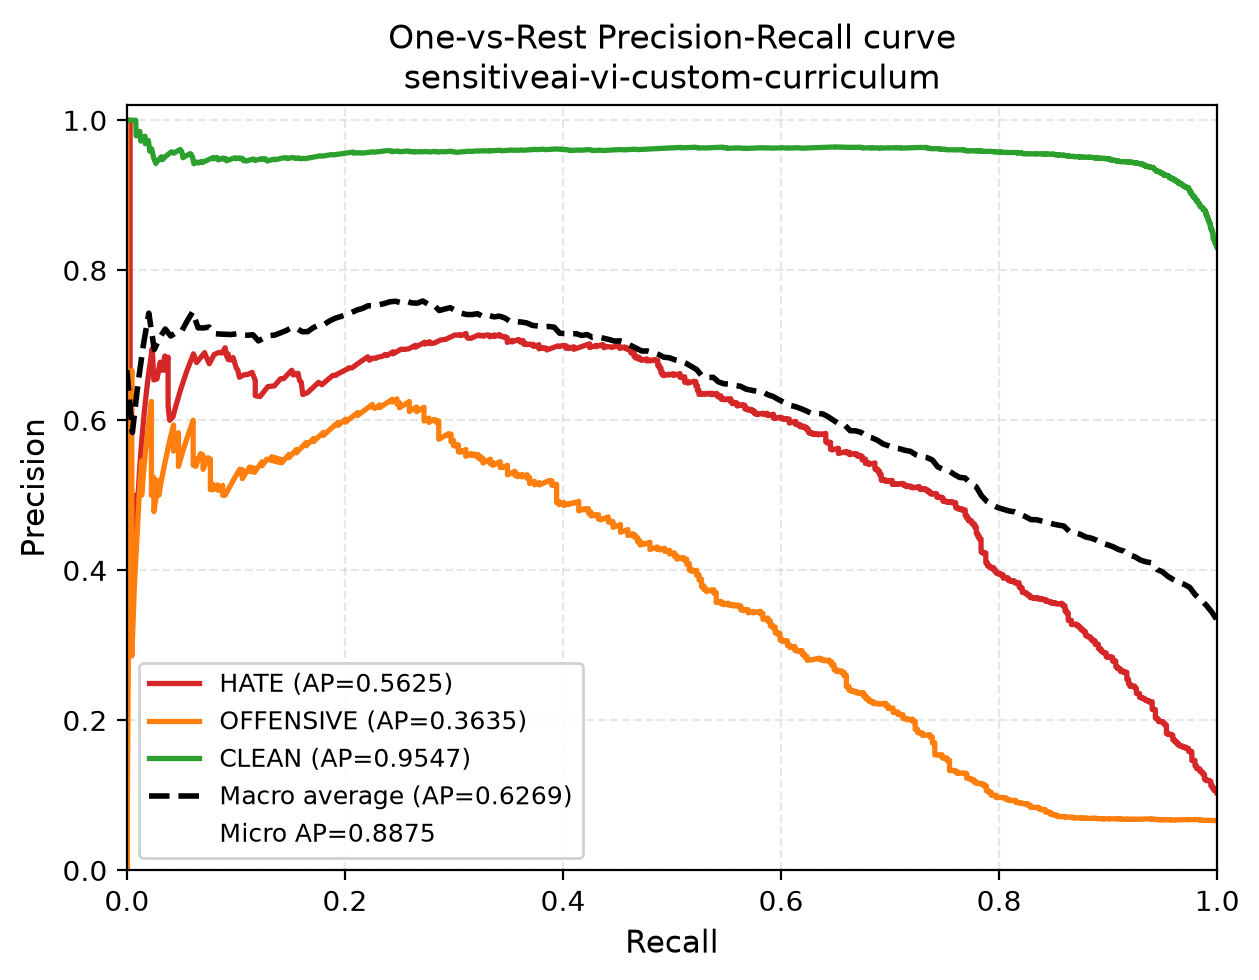 One-vs-Rest Precision-Recall curve
sensitiveai-vi-custom-curriculum
Precision
1.0
0.8
0.6
0.4
0.2
0.0
HATE (AP=0.5625)
OFFENSIVE (AP=0.3635)
CLEAN (AP=0.9547)
Macro average (AP=0.6269)
Micro AP=0.8875
0.0 0.2 0.4 0.6 0.8 1.0
Recall